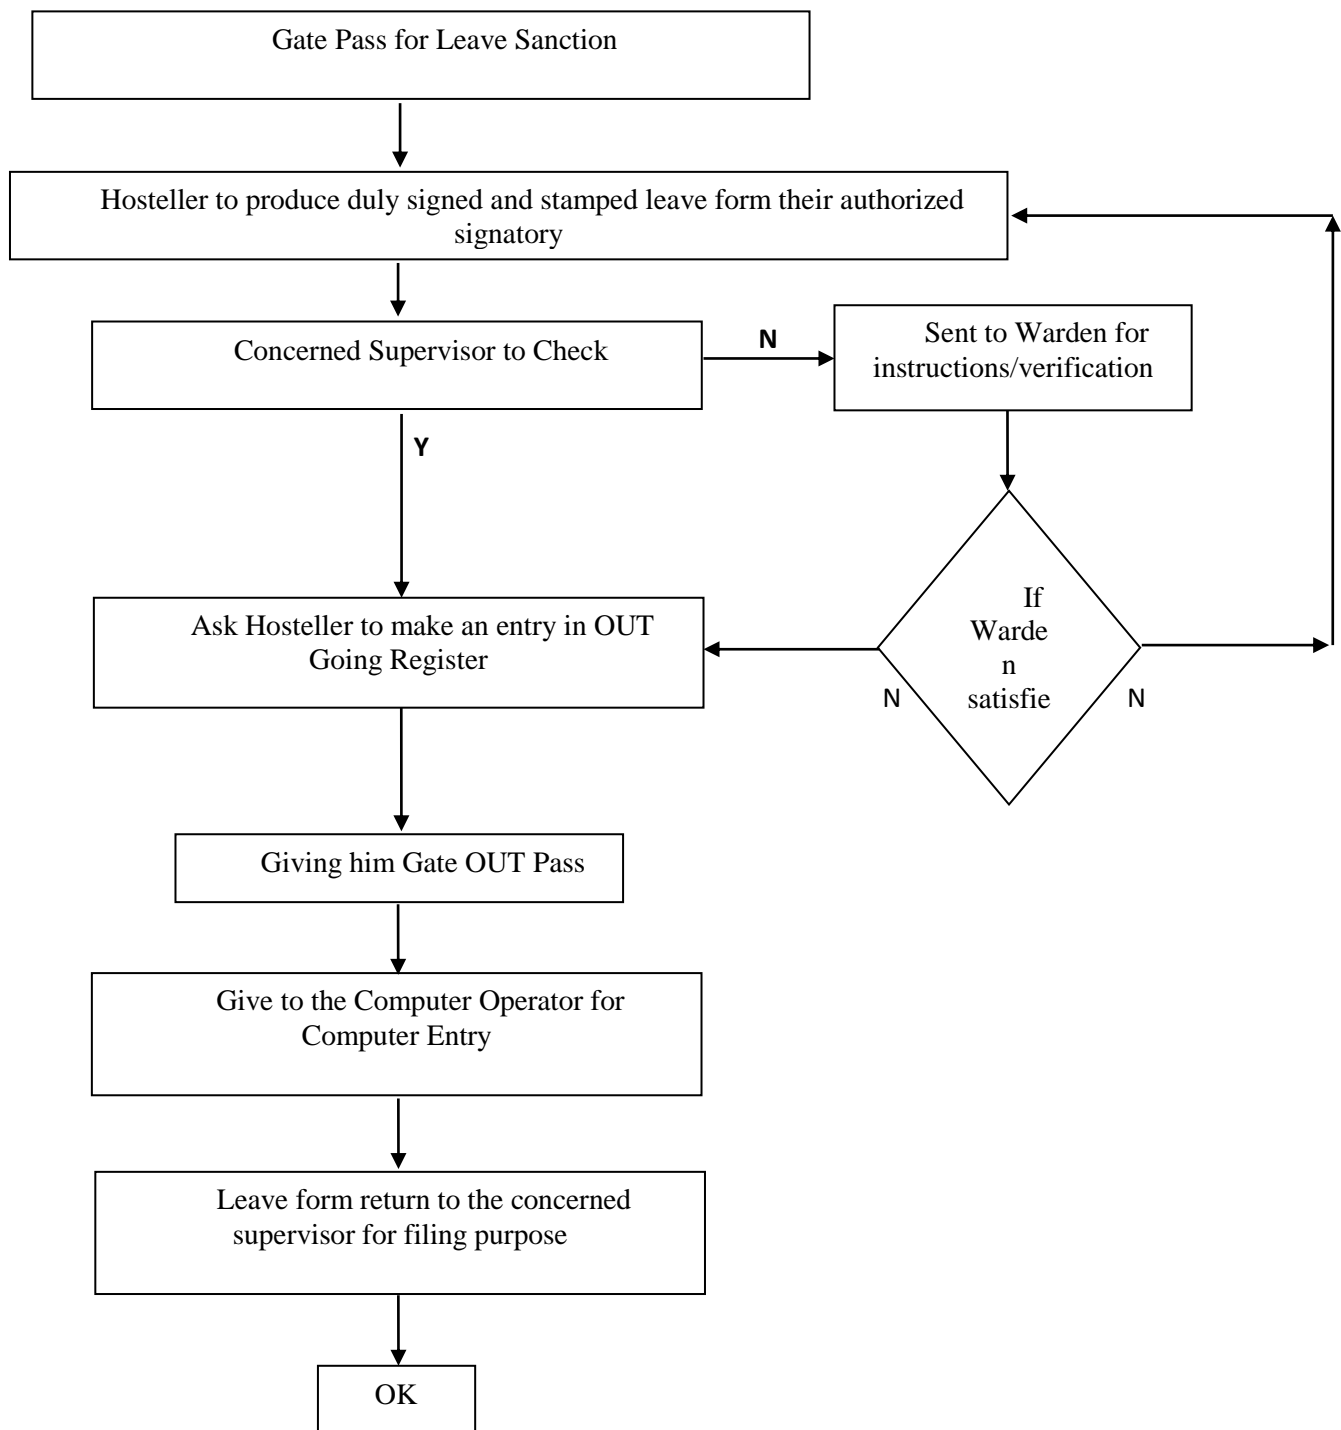 Gate Pass for Leave Sanction
Hosteller to produce duly signed and stamped leave form their authorized
signatory
Concerned Supervisor to Check
N
Sent to Warden for
instructions/verification
Y
Ask Hosteller to make an entry in OUT
Going Register
If
Warde
n
satisfie
N
N
Giving him Gate OUT Pass
Give to the Computer Operator for
Computer Entry
Leave form return to the concerned
supervisor for filing purpose
OK